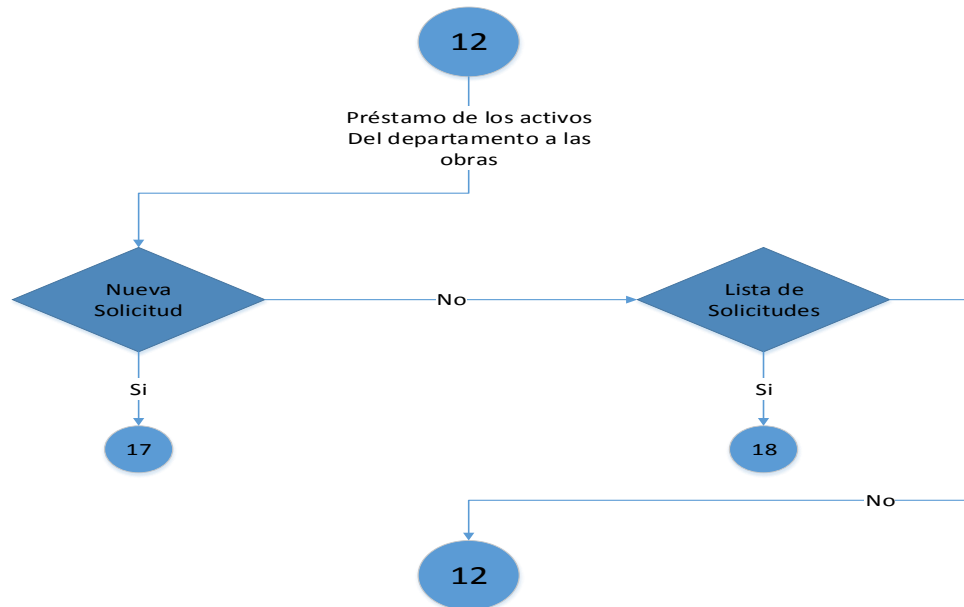 12
Préstamo de los activos
Del departamento a las
obras
Nueva
Solicitud
No
Lista de
Solicitudes
Si
Si
17
18
No
12